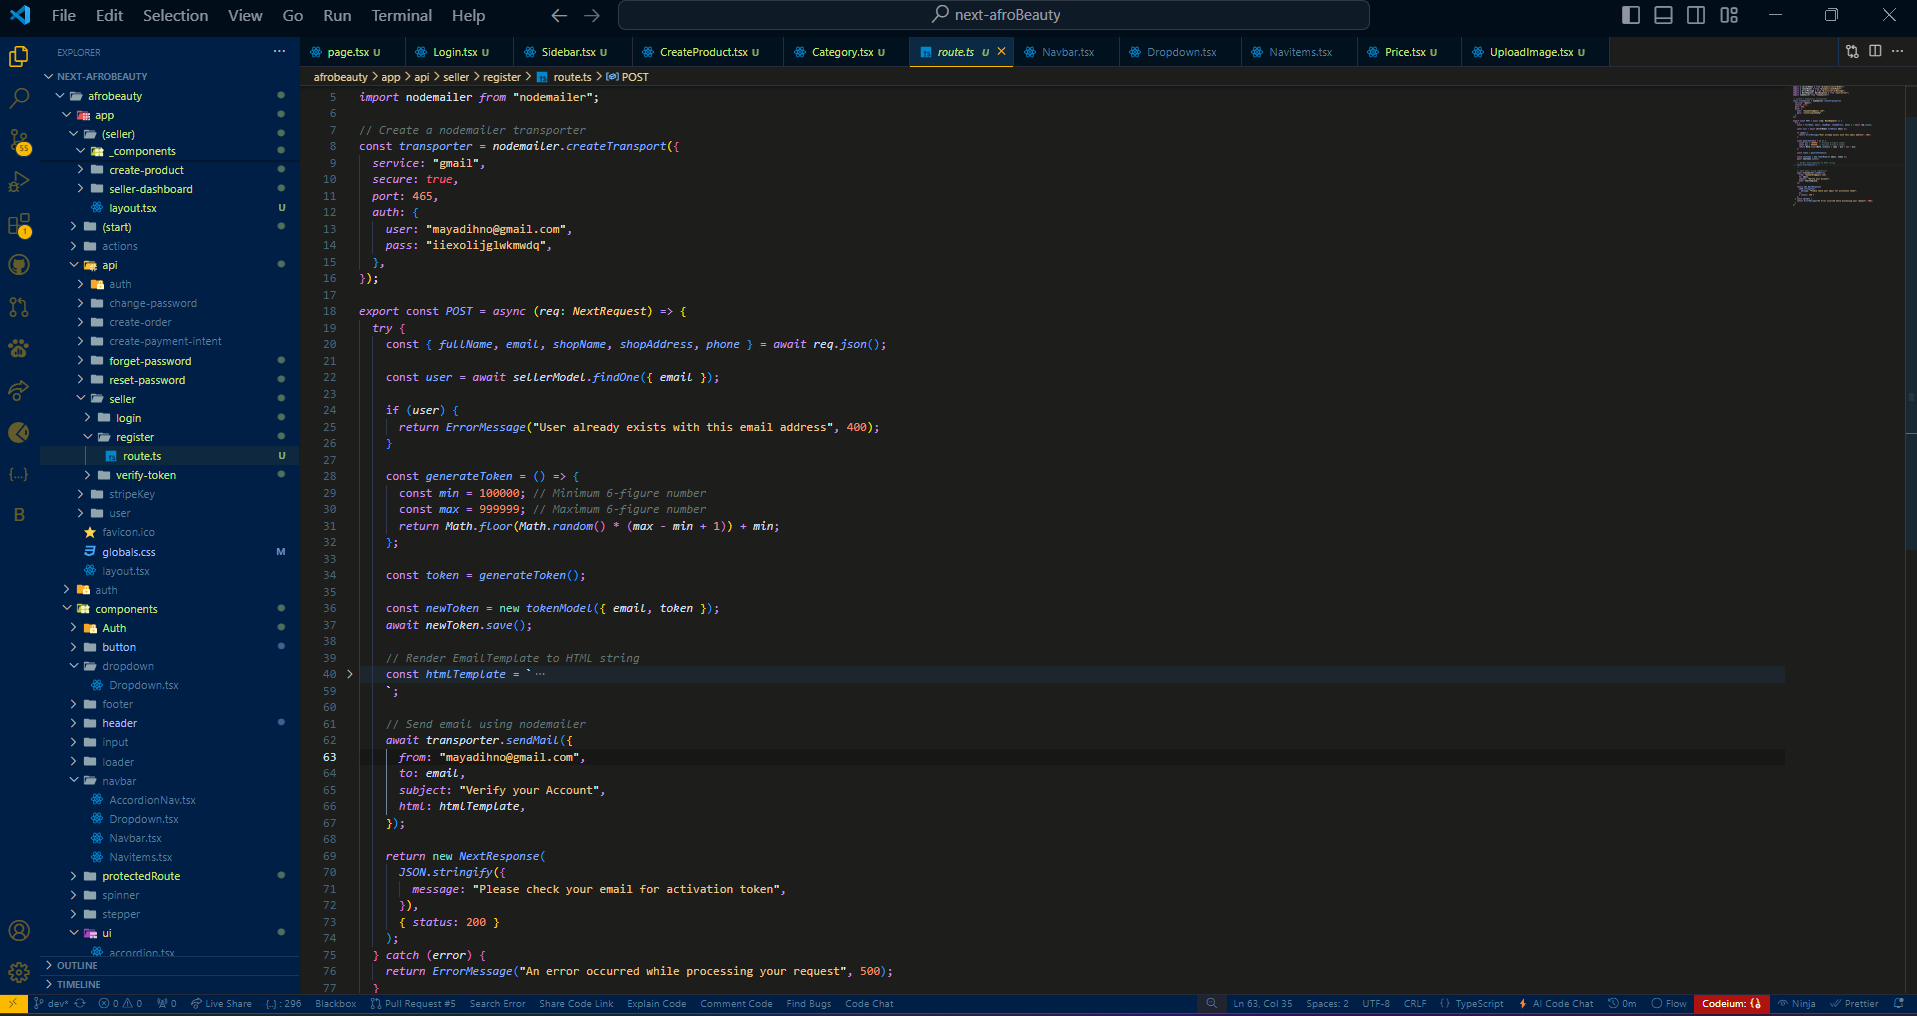 File Edit Selection View Go Run Terminal Help
next-afroBeauty
EXPLORER
NEXT-AFROBEAUTY
afrobeauty
app
(seller)
_components
create-product
seller-dashboard
layout.tsx U
(start)
actions
api
auth
change-password
create-order
create-payment-intent
forget-password
reset-password
seller
login
register
route.ts U
verify-token
stripeKey
user
favicon.ico
globals.css M
layout.tsx
auth
components
Auth
button
dropdown
Dropdown.tsx
footer
header
input
loader
navbar
AccordionNav.tsx
Dropdown.tsx
Navbar.tsx
Navitems.tsx
protectedRoute
spinner
stepper
ui
accordion.tsx
OUTLINE
TIMELINE
55
1
page.tsx U Login.tsx U Sidebar.tsx U CreateProduct.tsx U Category.tsx U route.ts U Navbar.tsx Dropdown.tsx Navitems.tsx Price.tsx U UploadImage.tsx U
afrobeauty > app > api > seller > register > route.ts > POST
5 import nodemailer from "nodemailer";
6
7 // Create a nodemailer transporter
8 const transporter = nodemailer.createTransport({
9 service: "gmail",
10 secure: true,
11 port: 465,
12 auth: {
13 user: "mayadihno@gmail.com",
14 pass: "iiexolijglwkmwdq",
15 },
16 });
17
18 export const POST = async (req: NextRequest) => {
19 try {
20 const { fullName, email, shopName, shopAddress, phone } = await req.json();
21
22 const user = await sellerModel.findOne({ email });
23
24 if (user) {
25 return ErrorMessage("User already exists with this email address", 400);
26 }
27
28 const generateToken = () => {
29 const min = 100000; // Minimum 6-figure number
30 const max = 999999; // Maximum 6-figure number
31 return Math.floor(Math.random() * (max - min + 1)) + min;
32 };
33
34 const token = generateToken();
35
36 const newToken = new tokenModel({ email, token });
37 await newToken.save();
38
39 // Render EmailTemplate to HTML string
40 const htmlTemplate = ` ⋯
59 `;
60
61 // Send email using nodemailer
62 await transporter.sendMail({
63 from: "mayadihno@gmail.com",
64 to: email,
65 subject: "Verify your Account",
66 html: htmlTemplate,
67 });
68
69 return new NextResponse(
70 JSON.stringify({
71 message: "Please check your email for activation token",
72 }),
73 { status: 200 }
74 );
75 } catch (error) {
76 return ErrorMessage("An error occurred while processing your request", 500);
77 }
dev* 0 0 0 Live Share {..} : 296 Blackbox Pull Request #5 Search Error Share Code Link Explain Code Comment Code Find Bugs Code Chat Ln 63, Col 35 Spaces: 2 UTF-8 CRLF {} TypeScript AI Code Chat 0m Flow Codeium: {} Ninja Prettier